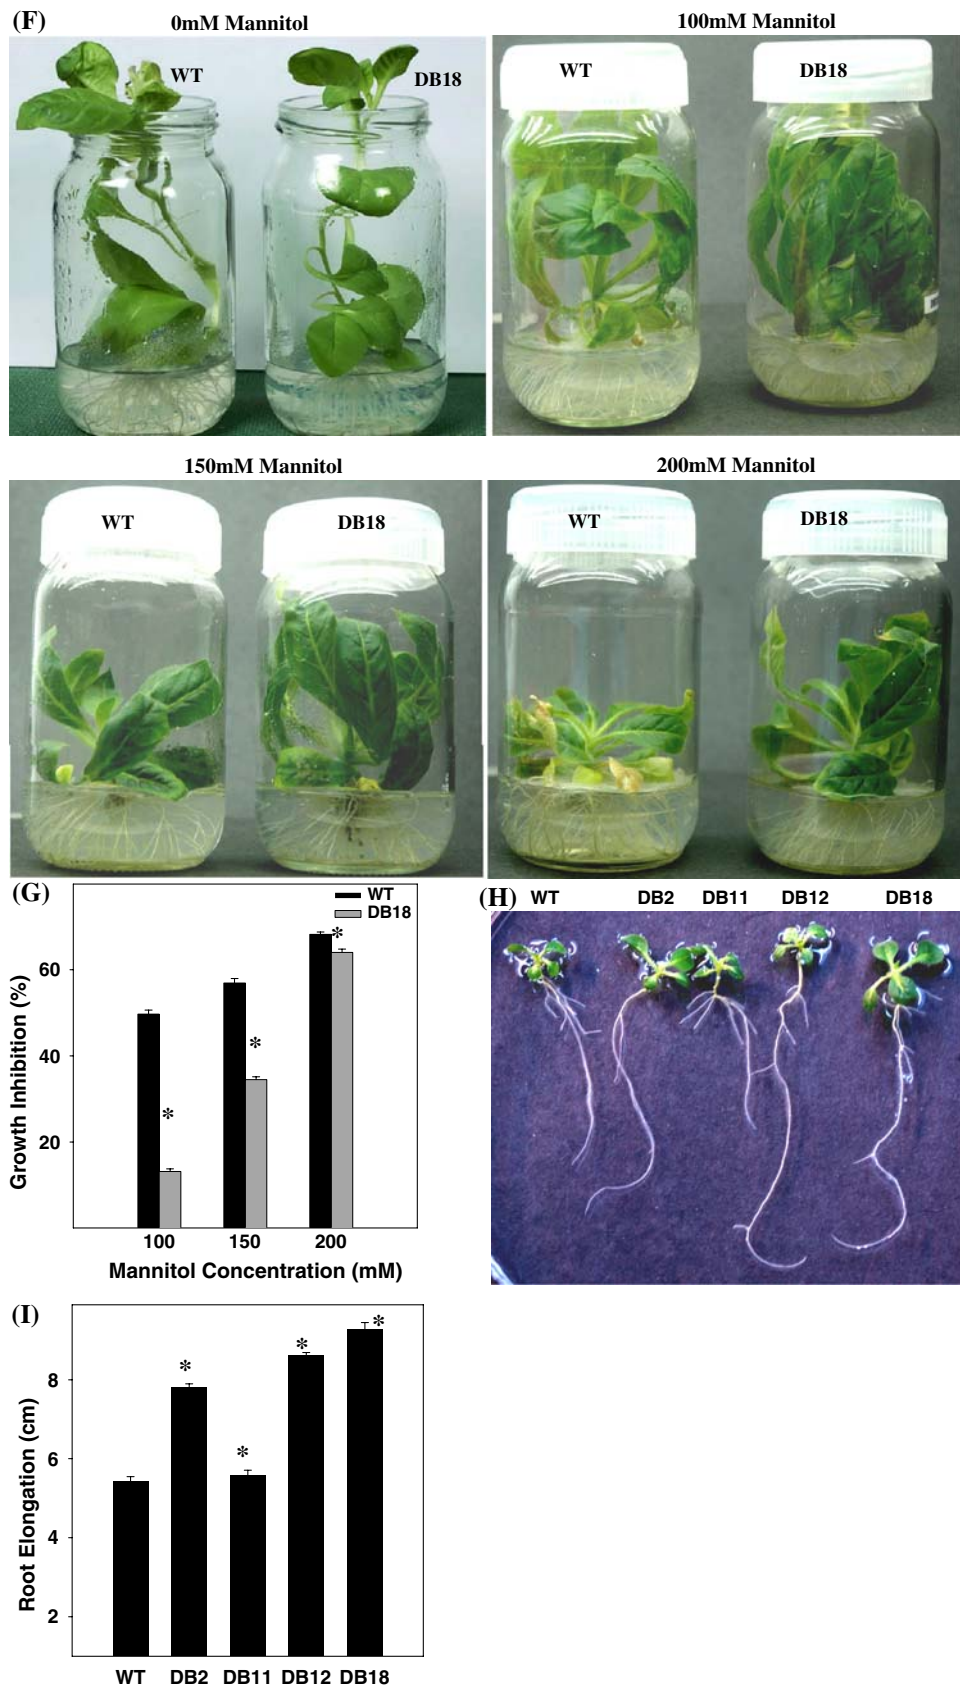 (F)
0mM Mannitol
100mM Mannitol
WT
DB18
WT
DB18
150mM Mannitol
200mM Mannitol
WT
DB18
WT
DB18
(G)
WT
DB18
*
*
*
60
40
20
Growth Inhibition (%)
100 150 200
Mannitol Concentration (mM)
(H)
WT DB2 DB11 DB12 DB18
(I)
*
*
*
*
8
6
4
2
Root Elongation (cm)
WT DB2 DB11 DB12 DB18